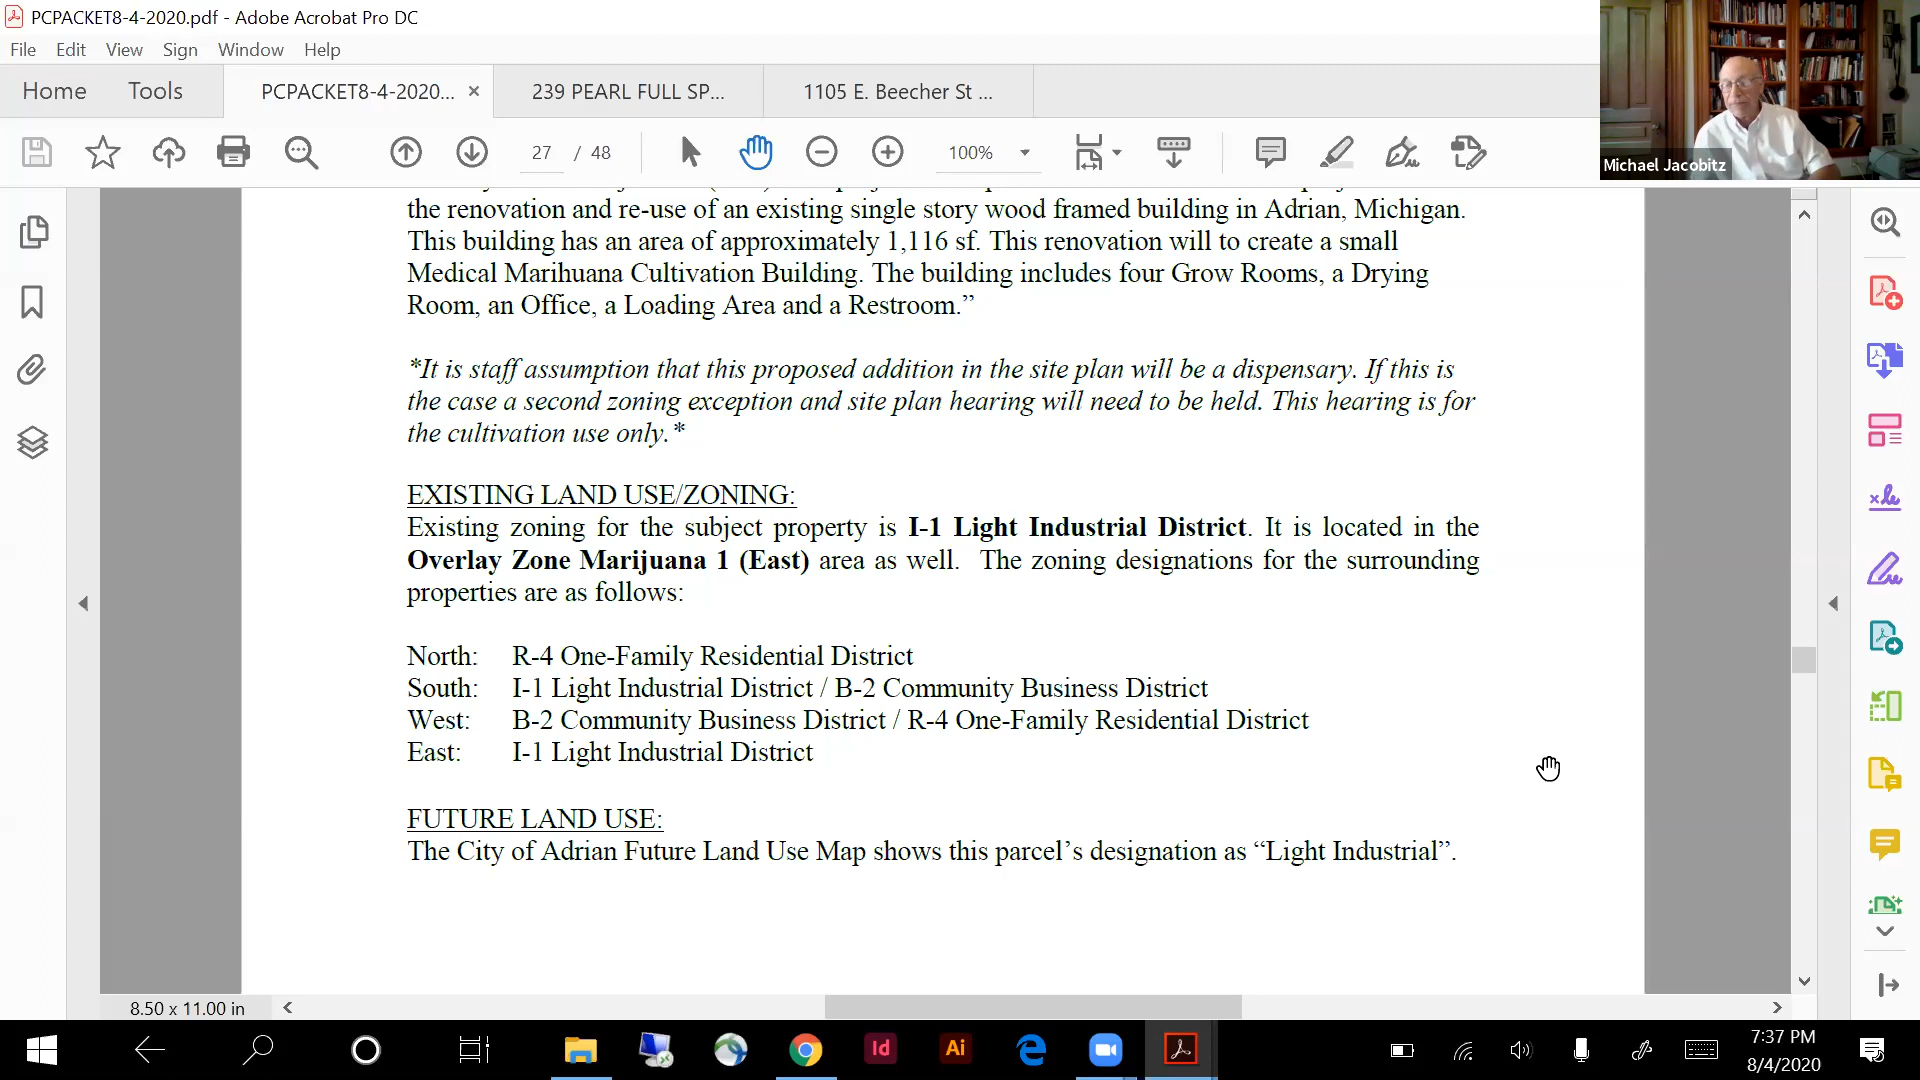 PCPACKET8-4-2020.pdf - Adobe Acrobat Pro DC
File Edit View Sign Window Help
Home Tools PCPACKET8-4-2020... × 239 PEARL FULL SP... 1105 E. Beecher St ...
27 / 48 100%
Michael Jacobitz
the renovation and re-use of an existing single story wood framed building in Adrian, Michigan.
This building has an area of approximately 1,116 sf. This renovation will to create a small
Medical Marihuana Cultivation Building. The building includes four Grow Rooms, a Drying
Room, an Office, a Loading Area and a Restroom.”
*It is staff assumption that this proposed addition in the site plan will be a dispensary. If this is
the case a second zoning exception and site plan hearing will need to be held. This hearing is for
the cultivation use only.*
EXISTING LAND USE/ZONING:
Existing zoning for the subject property is I-1 Light Industrial District. It is located in the
Overlay Zone Marijuana 1 (East) area as well. The zoning designations for the surrounding
properties are as follows:
North: R-4 One-Family Residential District
South: I-1 Light Industrial District / B-2 Community Business District
West: B-2 Community Business District / R-4 One-Family Residential District
East: I-1 Light Industrial District
FUTURE LAND USE:
The City of Adrian Future Land Use Map shows this parcel’s designation as “Light Industrial”.
8.50 x 11.00 in
Id Ai
7:37 PM
8/4/2020